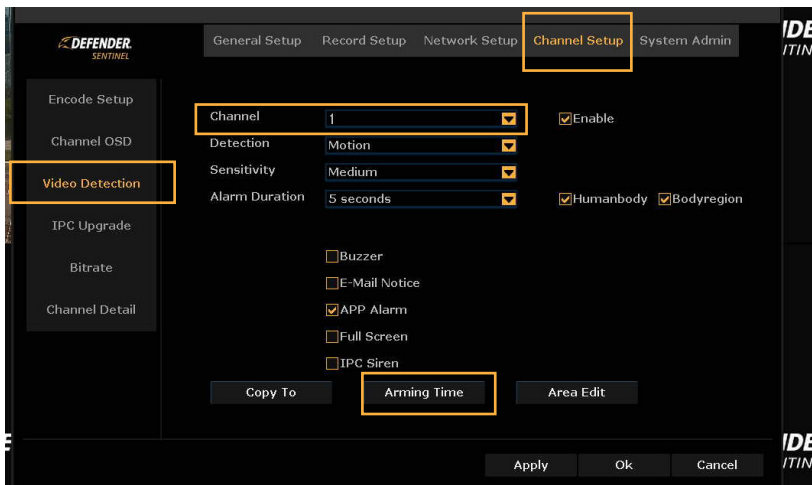 DEFENDER
SENTINEL
General Setup
Record Setup
Network Setup
Channel Setup
System Admin
Encode Setup
Channel OSD
Video Detection
IPC Upgrade
Bitrate
Channel Detail
Channel
1
Enable
Detection
Motion
Sensitivity
Medium
Alarm Duration
5 seconds
Humanbody
Bodyregion
Buzzer
E-Mail Notice
APP Alarm
Full Screen
IPC Siren
Copy To
Arming Time
Area Edit
Apply
Ok
Cancel